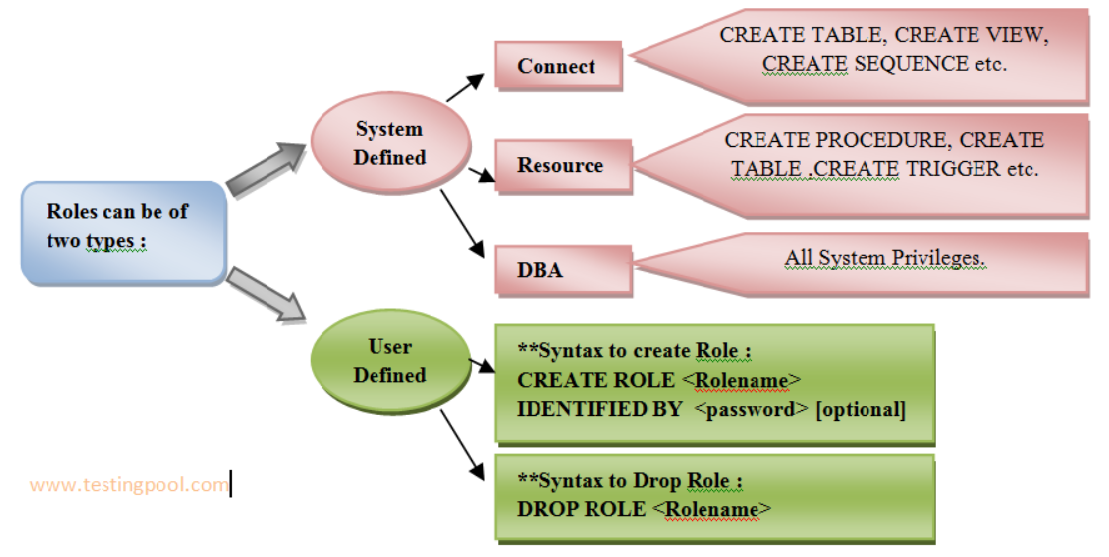 Roles can be of
two types :
System
Defined
Connect
CREATE TABLE, CREATE VIEW,
CREATE SEQUENCE etc.
Resource
CREATE PROCEDURE, CREATE
TABLE ,CREATE TRIGGER etc.
DBA
All System Privileges.
User
Defined
**Syntax to create Role :
CREATE ROLE <Rolename>
IDENTIFIED BY <password> [optional]
**Syntax to Drop Role :
DROP ROLE <Rolename>
www.testingpool.com